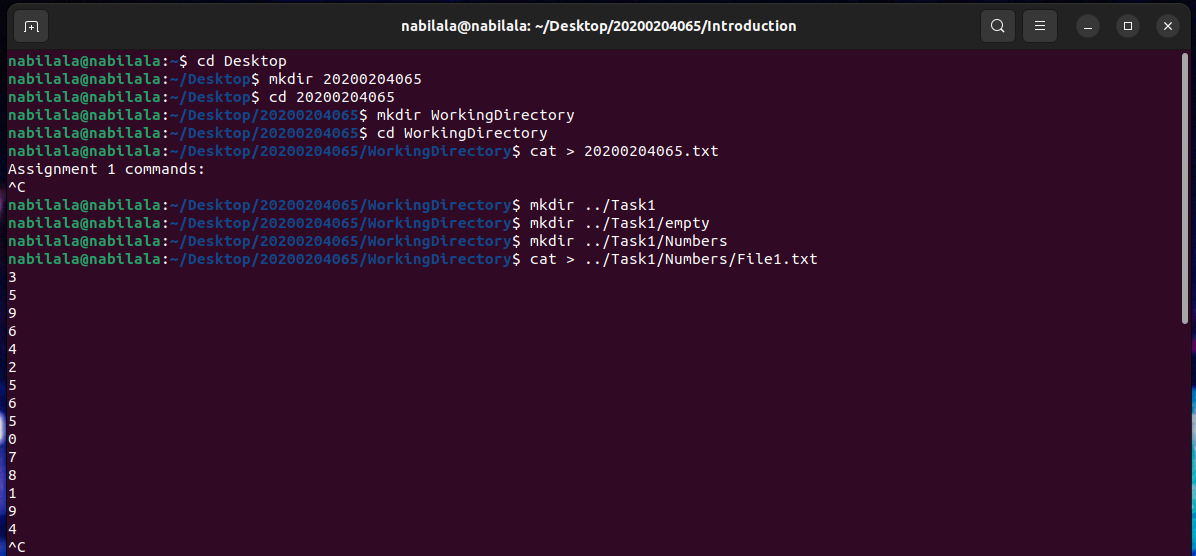 nabilala@nabilala: ~/Desktop/20200204065/Introduction
nabilala@nabilala:~$ cd Desktop
nabilala@nabilala:~/Desktop$ mkdir 20200204065
nabilala@nabilala:~/Desktop$ cd 20200204065
nabilala@nabilala:~/Desktop/20200204065$ mkdir WorkingDirectory
nabilala@nabilala:~/Desktop/20200204065$ cd WorkingDirectory
nabilala@nabilala:~/Desktop/20200204065/WorkingDirectory$ cat > 20200204065.txt
Assignment 1 commands:
^C
nabilala@nabilala:~/Desktop/20200204065/WorkingDirectory$ mkdir ../Task1
nabilala@nabilala:~/Desktop/20200204065/WorkingDirectory$ mkdir ../Task1/empty
nabilala@nabilala:~/Desktop/20200204065/WorkingDirectory$ mkdir ../Task1/Numbers
nabilala@nabilala:~/Desktop/20200204065/WorkingDirectory$ cat > ../Task1/Numbers/File1.txt
3
5
9
6
4
2
5
6
5
0
7
8
1
9
4
^C